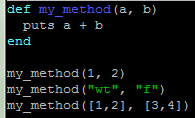 def my_method(a, b)
  puts a + b
end

my_method(1, 2)
my_method("wt", "f")
my_method([1,2], [3,4])